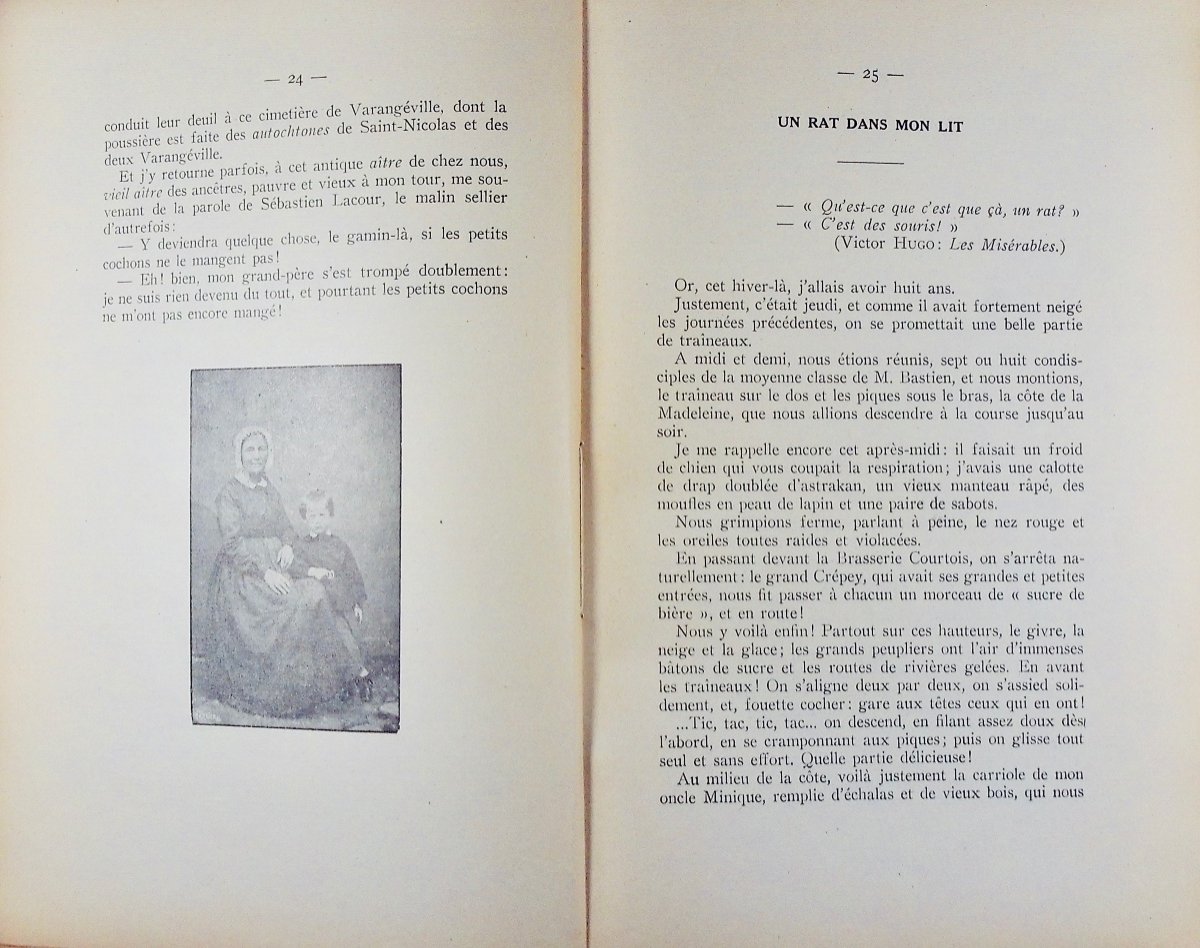 — 24 —
conduit leur deuil à ce cimetière de Varangéville, dont la
poussière est faite des autochtones de Saint-Nicolas et des
deux Varangéville.
Et j'y retourne parfois, à cet antique aître de chez nous,
vieil aître des ancêtres, pauvre et vieux à mon tour, me sou-
venant de la parole de Sébastien Lacour, le malin sellier
d'autrefois :
— Y deviendra quelque chose, le gamin-là, si les petits
cochons ne le mangent pas !
— Eh ! bien, mon grand-père s'est trompé doublement :
je ne suis rien devenu du tout, et pourtant les petits cochons
ne m'ont pas encore mangé !
— 25 —
UN RAT DANS MON LIT
— « Qu'est-ce que c'est que çà, un rat? »
— « C'est des souris! »
(Victor HUGO : Les Misérables.)
Or, cet hiver-là, j'allais avoir huit ans.
Justement, c'était jeudi, et comme il avait fortement neigé
les journées précédentes, on se promettait une belle partie
de traîneaux.
A midi et demi, nous étions réunis, sept ou huit condis-
ciples de la moyenne classe de M. Bastien, et nous montions,
le traîneau sur le dos et les piques sous le bras, la côte de la
Madeleine, que nous allions descendre à la course jusqu'au
soir.
Je me rappelle encore cet après-midi : il faisait un froid
de chien qui vous coupait la respiration ; j'avais une calotte
de drap doublée d'astrakan, un vieux manteau râpé, des
moufles en peau de lapin et une paire de sabots.
Nous grimpions ferme, parlant à peine, le nez rouge et
les oreiles toutes raides et violacées.
En passant devant la Brasserie Courtois, on s'arrêta na-
turellement : le grand Crépey, qui avait ses grandes et petites
entrées, nous fit passer à chacun un morceau de « sucre de
bière », et en route !
Nous y voilà enfin ! Partout sur ces hauteurs, le givre, la
neige et la glace ; les grands peupliers ont l'air d'immenses
bâtons de sucre et les routes de rivières gelées. En avant
les traîneaux ! On s'aligne deux par deux, on s'assied soli-
dement, et, fouette cocher : gare aux têtes ceux qui en ont !
...Tic, tac, tic, tac... on descend, en filant assez doux dès
l'abord, en se cramponnant aux piques ; puis on glisse tout
seul et sans effort. Quelle partie délicieuse !
Au milieu de la côte, voilà justement la carriole de mon
oncle Minique, remplie d'échalas et de vieux bois, qui nous